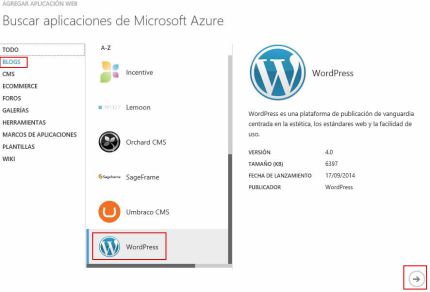 AGREGAR APLICACIÓN WEB
Buscar aplicaciones de Microsoft Azure
TODO
BLOGS
CMS
ECOMMERCE
FOROS
GALERÍAS
HERRAMIENTAS
MARCOS DE APLICACIONES
PLANTILLAS
WIKI
A-Z
Incentive
Lemoon
Orchard CMS
SageFrame
SageFrame
Umbraco CMS
WordPress
WordPress
WordPress es una plataforma de publicación de vanguardia
centrada en la estética, los estándares web y la facilidad de
uso.
VERSIÓN 4.0
TAMAÑO (KB) 6397
FECHA DE LANZAMIENTO 17/09/2014
PUBLICADOR WordPress